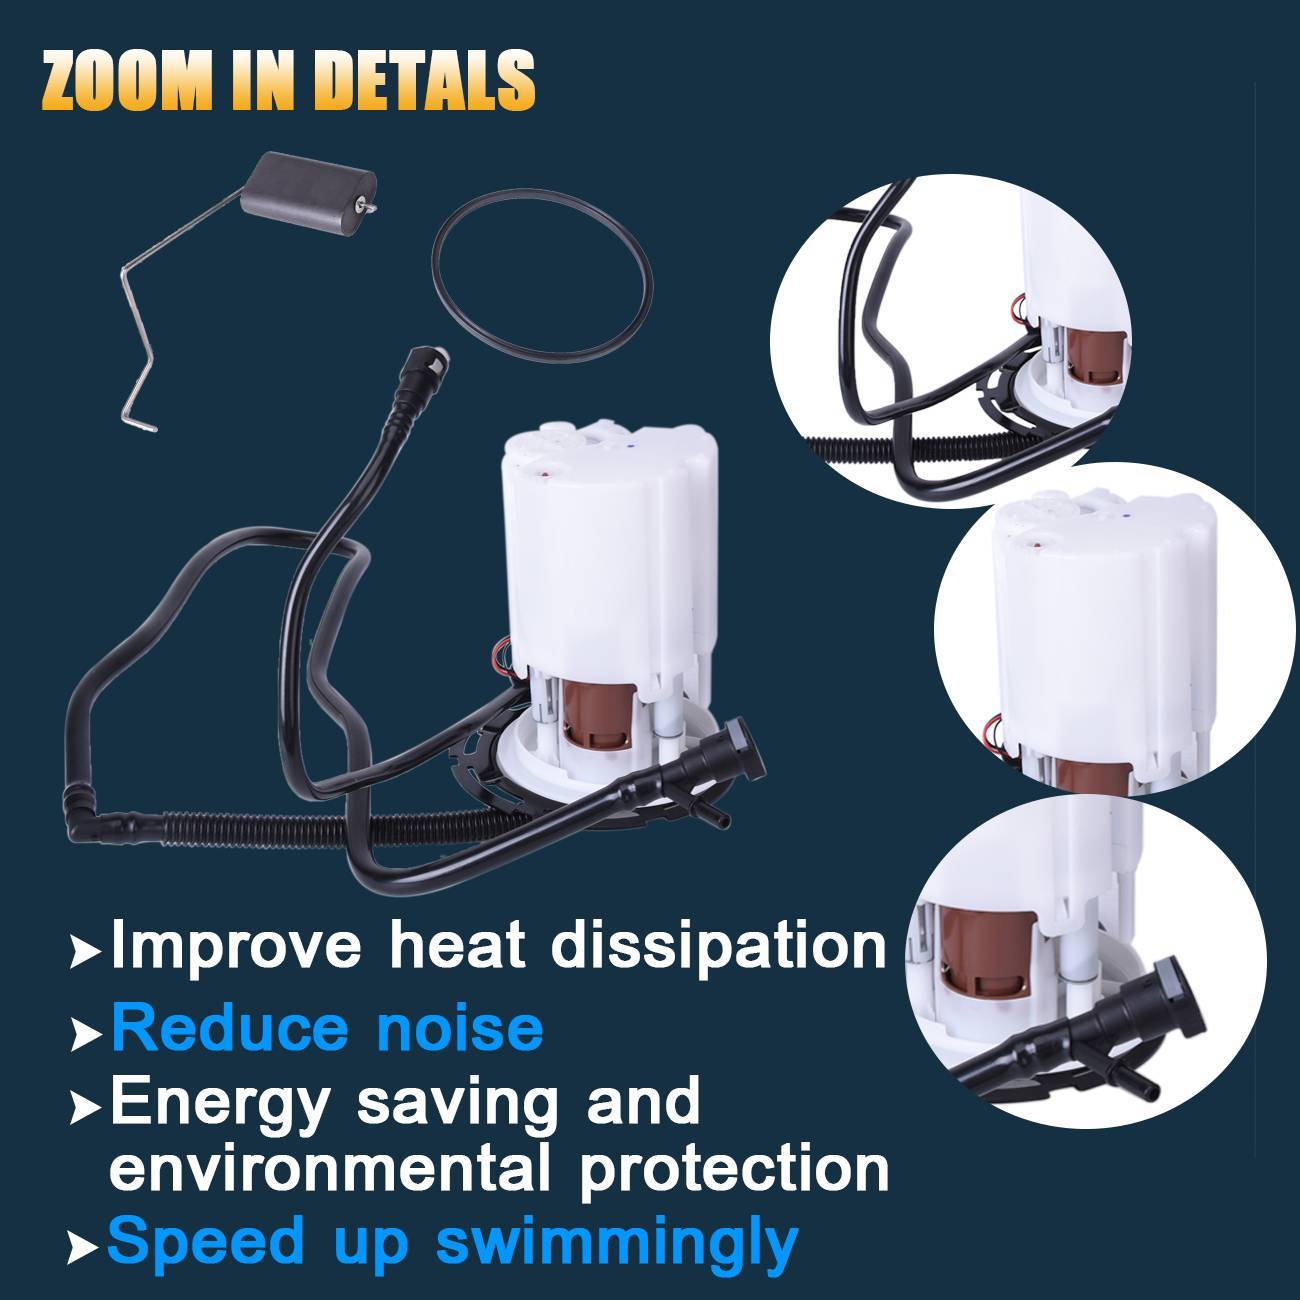 ZOOM IN DETALS
➤Improve heat dissipation
➤Reduce noise
➤Energy saving and
environmental protection
➤Speed up swimmingly